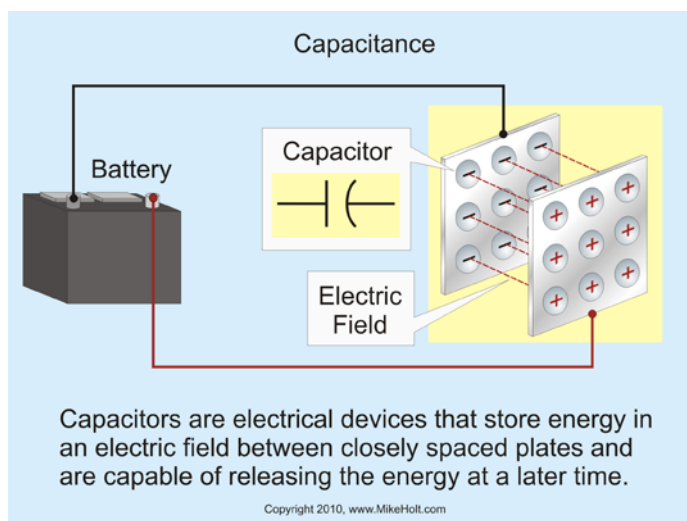 Capacitance
Battery
Capacitor
Electric
Field
Capacitors are electrical devices that store energy in
an electric field between closely spaced plates and
are capable of releasing the energy at a later time.
Copyright 2010, www.MikeHolt.com